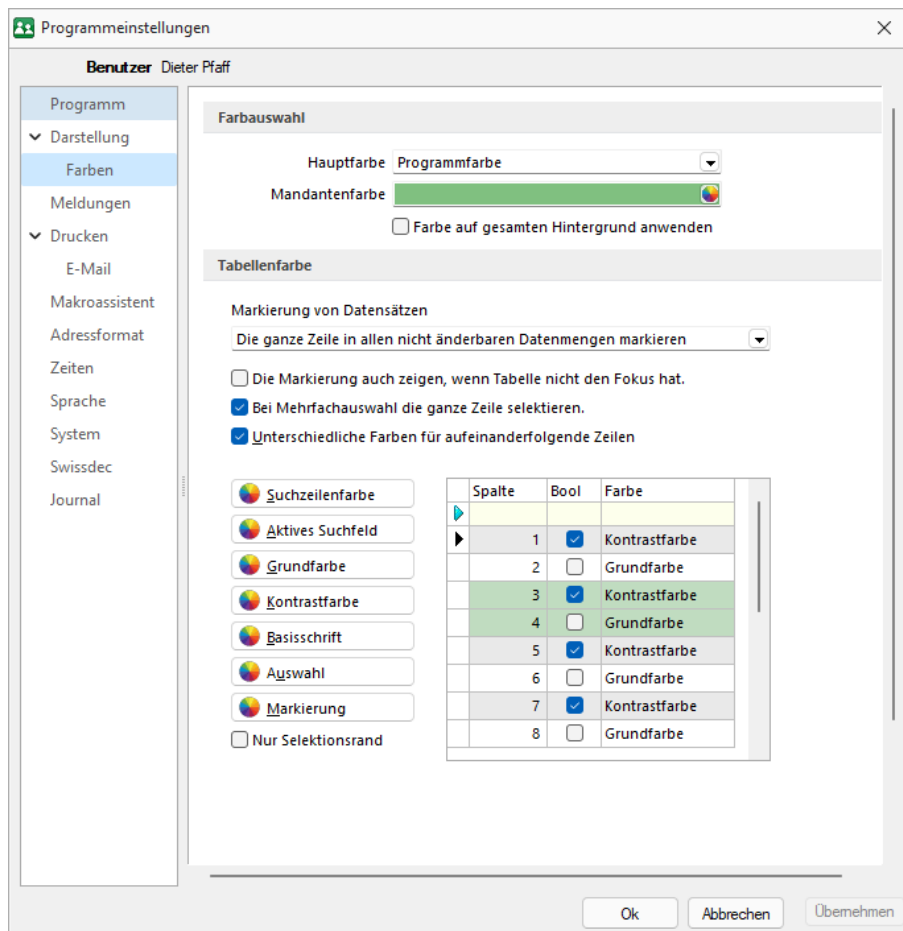 Programmeinstellungen
Benutzer Dieter Pfaff
Programm
Darstellung
Farben
Meldungen
Drucken
E-Mail
Makroassistent
Adressformat
Zeiten
Sprache
System
Swissdec
Journal
Farbauswahl
Hauptfarbe Programmfarbe
Mandantenfarbe
Farbe auf gesamten Hintergrund anwenden
Tabellenfarbe
Markierung von Datensätzen
Die ganze Zeile in allen nicht änderbaren Datenmengen markieren
Die Markierung auch zeigen, wenn Tabelle nicht den Fokus hat.
Bei Mehrfachauswahl die ganze Zeile selektieren.
Unterschiedliche Farben für aufeinanderfolgende Zeilen
Suchzeilenfarbe
Aktives Suchfeld
Grundfarbe
Kontrastfarbe
Basisschrift
Auswahl
Markierung
Nur Selektionsrand
Spalte Bool Farbe
1 Kontrastfarbe
2 Grundfarbe
3 Kontrastfarbe
4 Grundfarbe
5 Kontrastfarbe
6 Grundfarbe
7 Kontrastfarbe
8 Grundfarbe
Ok Abbrechen Übernehmen